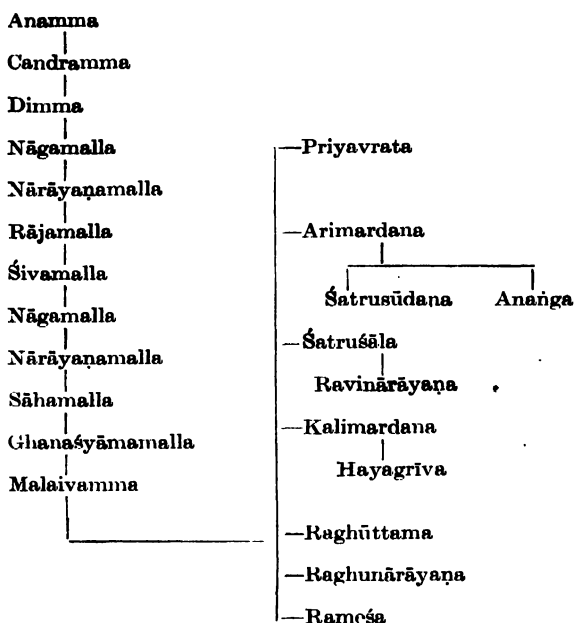 Anamma
Candramma
Dimma
Nāgamalla
Nārāyaṇamalla
Rājamalla
Śivamalla
Nāgamalla
Nārāyaṇamalla
Sāhamalla
Ghanaśyāmamalla
Malaivamma
Priyavrata
Arimardana
Śatrusūdana Anaṅga
Śatruśāla
Ravinārāyaṇa
Kalimardana
Hayagrīva
Raghūttama
Raghunārāyaṇa
Rameśa